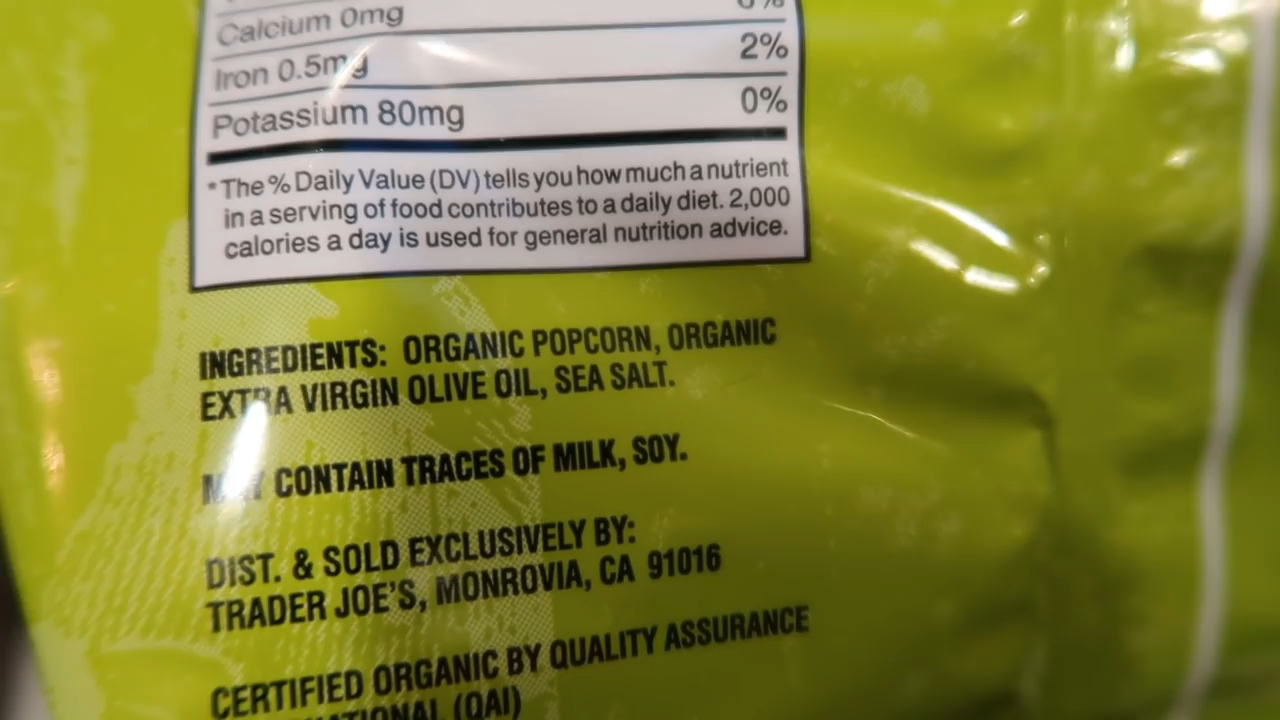 Calcium 0mg
Iron 0.5mg 2%
Potassium 80mg 0%
*The % Daily Value (DV) tells you how much a nutrient
in a serving of food contributes to a daily diet. 2,000
calories a day is used for general nutrition advice.
INGREDIENTS: ORGANIC POPCORN, ORGANIC
EXTRA VIRGIN OLIVE OIL, SEA SALT.
MAY CONTAIN TRACES OF MILK, SOY.
DIST. & SOLD EXCLUSIVELY BY:
TRADER JOE'S, MONROVIA, CA 91016
CERTIFIED ORGANIC BY QUALITY ASSURANCE
(QAI)